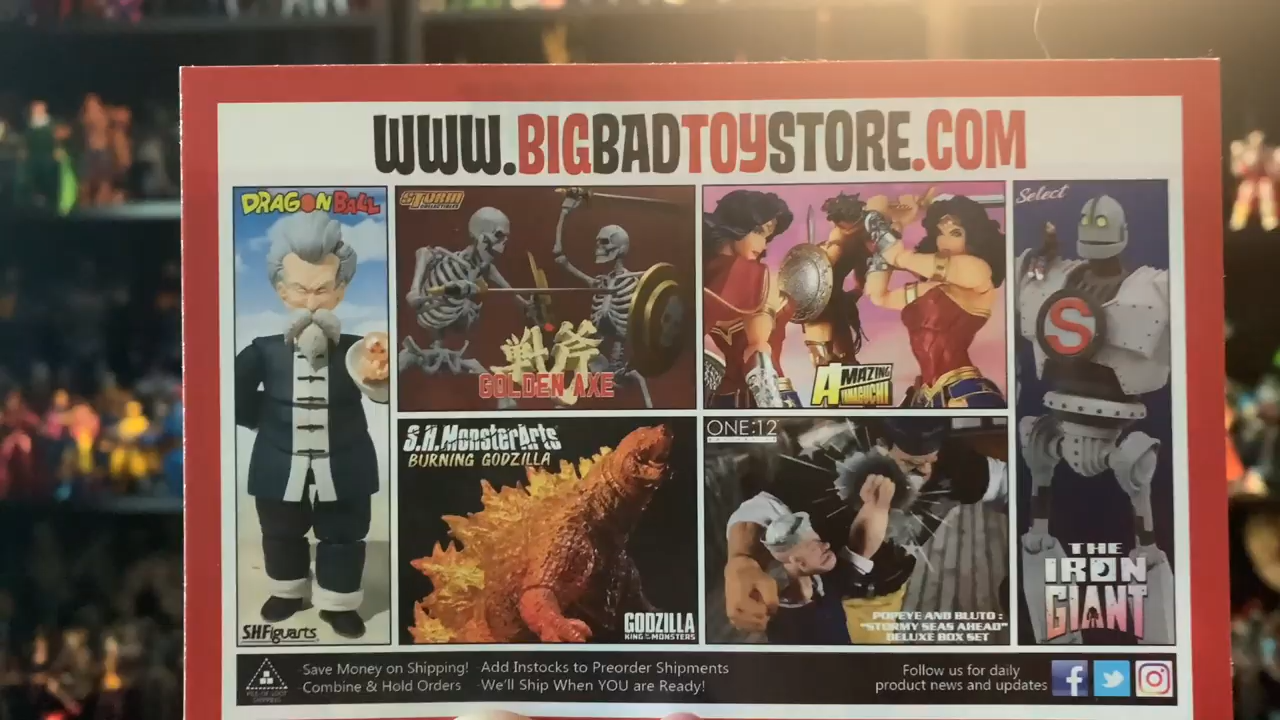 WWW.BIGBADTOYSTORE.COM
DRAGON BALL
S.H.Figuarts
STORM
COLLECTIBLES
戦斧
GOLDEN AXE
AMAZING
YAMAGUCHI
Select
THE
IRON
GIANT
S
S.H.MonsterArts
BURNING GODZILLA
GODZILLA
KING OF THE MONSTERS
ONE:12
POPEYE AND BLUTO :
"STORMY SEAS AHEAD"
DELUXE BOX SET
Save Money on Shipping!
Combine & Hold Orders
Add Instocks to Preorder Shipments
We'll Ship When YOU are Ready!
Follow us for daily
product news and updates